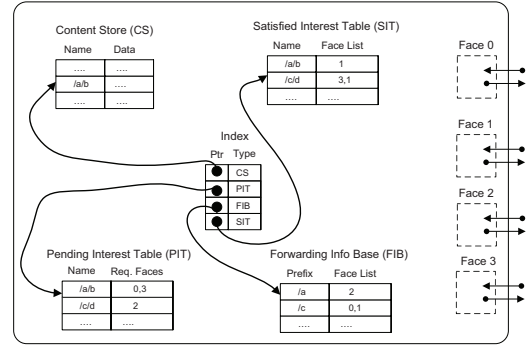 Content Store (CS)
Name Data
.... ....
/a/b ....
.... ....
Satisfied Interest Table (SIT)
Name Face List
/a/b 1
/c/d 3,1
.... ....
Face 0
Face 1
Face 2
Face 3
Index
Ptr Type
CS
PIT
FIB
SIT
Pending Interest Table (PIT)
Name Req. Faces
/a/b 0,3
/c/d 2
.... ....
Forwarding Info Base (FIB)
Prefix Face List
/a 2
/c 0,1
.... ....